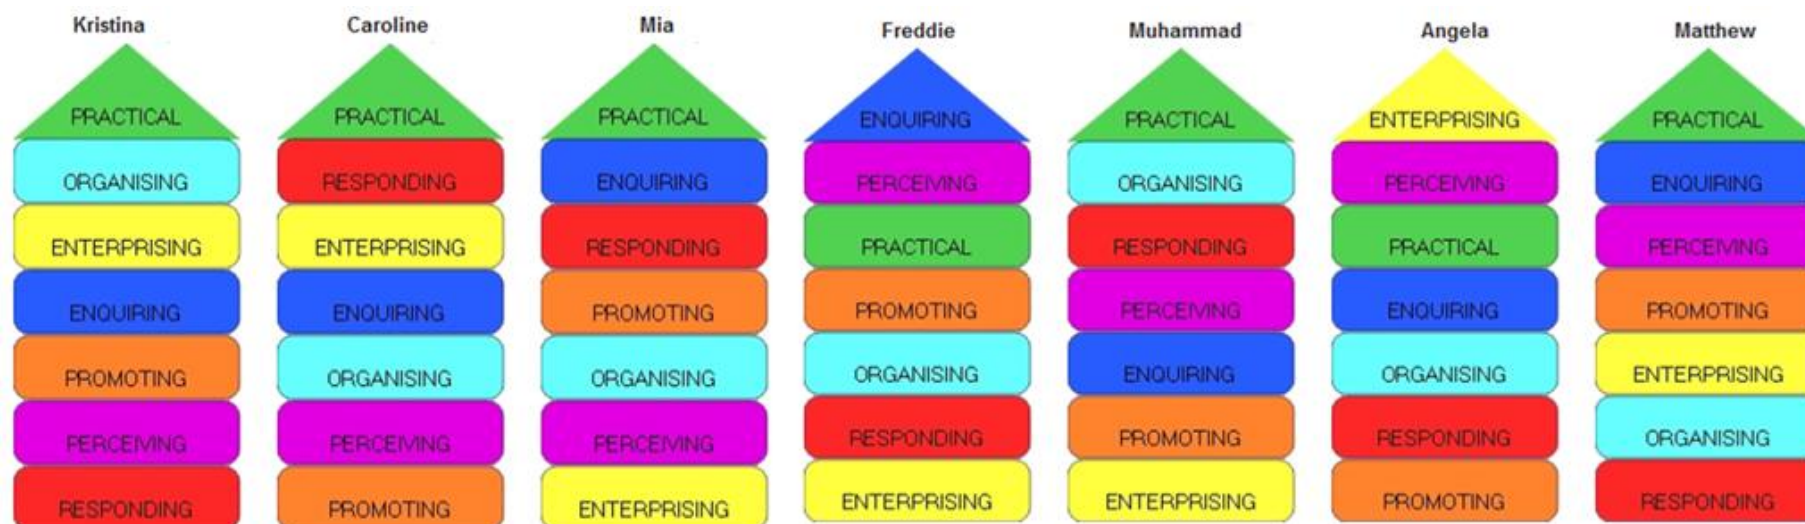 Kristina Caroline Mia Freddie Muhammad Angela Matthew
PRACTICAL PRACTICAL PRACTICAL ENQUIRING PRACTICAL ENTERPRISING PRACTICAL
ORGANISING RESPONDING ENQUIRING PERCEIVING ORGANISING PERCEIVING ENQUIRING
ENTERPRISING ENTERPRISING RESPONDING PRACTICAL RESPONDING PRACTICAL PERCEIVING
ENQUIRING ENQUIRING PROMOTING PROMOTING PERCEIVING ENQUIRING PROMOTING
PROMOTING ORGANISING ORGANISING ORGANISING ENQUIRING ORGANISING ENTERPRISING
PERCEIVING PERCEIVING PERCEIVING RESPONDING PROMOTING RESPONDING ORGANISING
RESPONDING PROMOTING ENTERPRISING ENTERPRISING ENTERPRISING PROMOTING RESPONDING